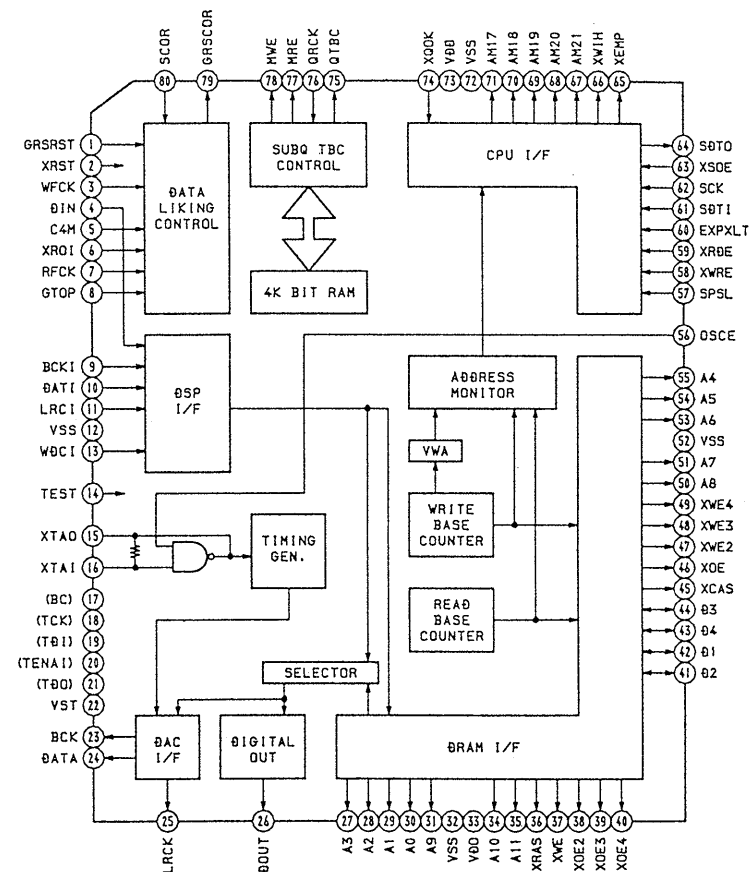 SCOR
GRSCOR
MWE
MRE
QRCK
QTBC
XQOK
VDD
VSS
AM17
AM18
AM19
AM20
AM21
XWIH
XEMP
80
79
78
77
76
75
74
73
72
71
70
69
68
67
66
65
GRSRST 1
XRST 2
WFCK 3
DIN 4
C4M 5
XROI 6
RFCK 7
GTOP 8
BCKI 9
DATI 10
LRCI 11
VSS 12
WDCI 13
TEST 14
XTAO 15
XTAI 16
(BC) 17
(TCK) 18
(TDI) 19
(TENAI) 20
(TDO) 21
VST 22
BCK 23
DATA 24
DATA
LIKING
CONTROL
SUBQ TBC
CONTROL
4K BIT RAM
CPU I/F
DSP
I/F
ADDRESS
MONITOR
VWA
WRITE
BASE
COUNTER
READ
BASE
COUNTER
TIMING
GEN.
SELECTOR
DAC
I/F
DIGITAL
OUT
DRAM I/F
64 SDTO
63 XSOE
62 SCK
61 SDTI
60 EXPXLT
59 XRDE
58 XWRE
57 SPSL
56 OSCE
55 A4
54 A5
53 A6
52 VSS
51 A7
50 A8
49 XWE4
48 XWE3
47 XWE2
46 XOE
45 XCAS
44 D3
43 D4
42 D1
41 D2
25
26
27
28
29
30
31
32
33
34
35
36
37
38
39
40
LRCK
DOUT
A3
A2
A1
A0
A9
VSS
VDD
A10
A11
XRAS
XWE
XOE2
XOE3
XOE4